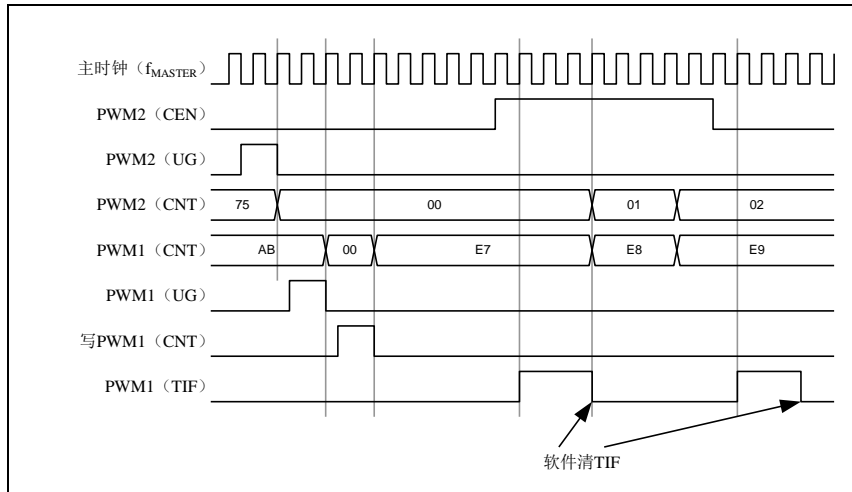 主时钟（fMASTER）
PWM2（CEN）
PWM2（UG）
PWM2（CNT） 75 00 01 02
PWM1（CNT） AB 00 E7 E8 E9
PWM1（UG）
写PWM1（CNT）
PWM1（TIF）
软件清TIF